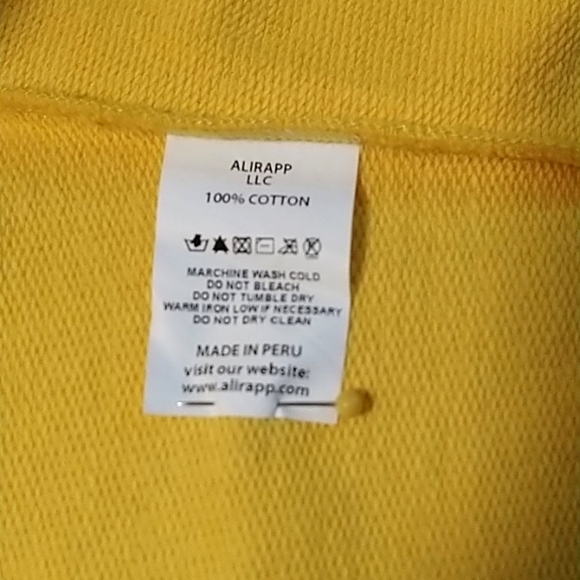 ALIRAPP
LLC
100% COTTON
MARCHINE WASH COLD
DO NOT BLEACH
DO NOT TUMBLE DRY
WARM IRON LOW IF NECESSARY
DO NOT DRY CLEAN
MADE IN PERU
visit our website:
www.alirapp.com